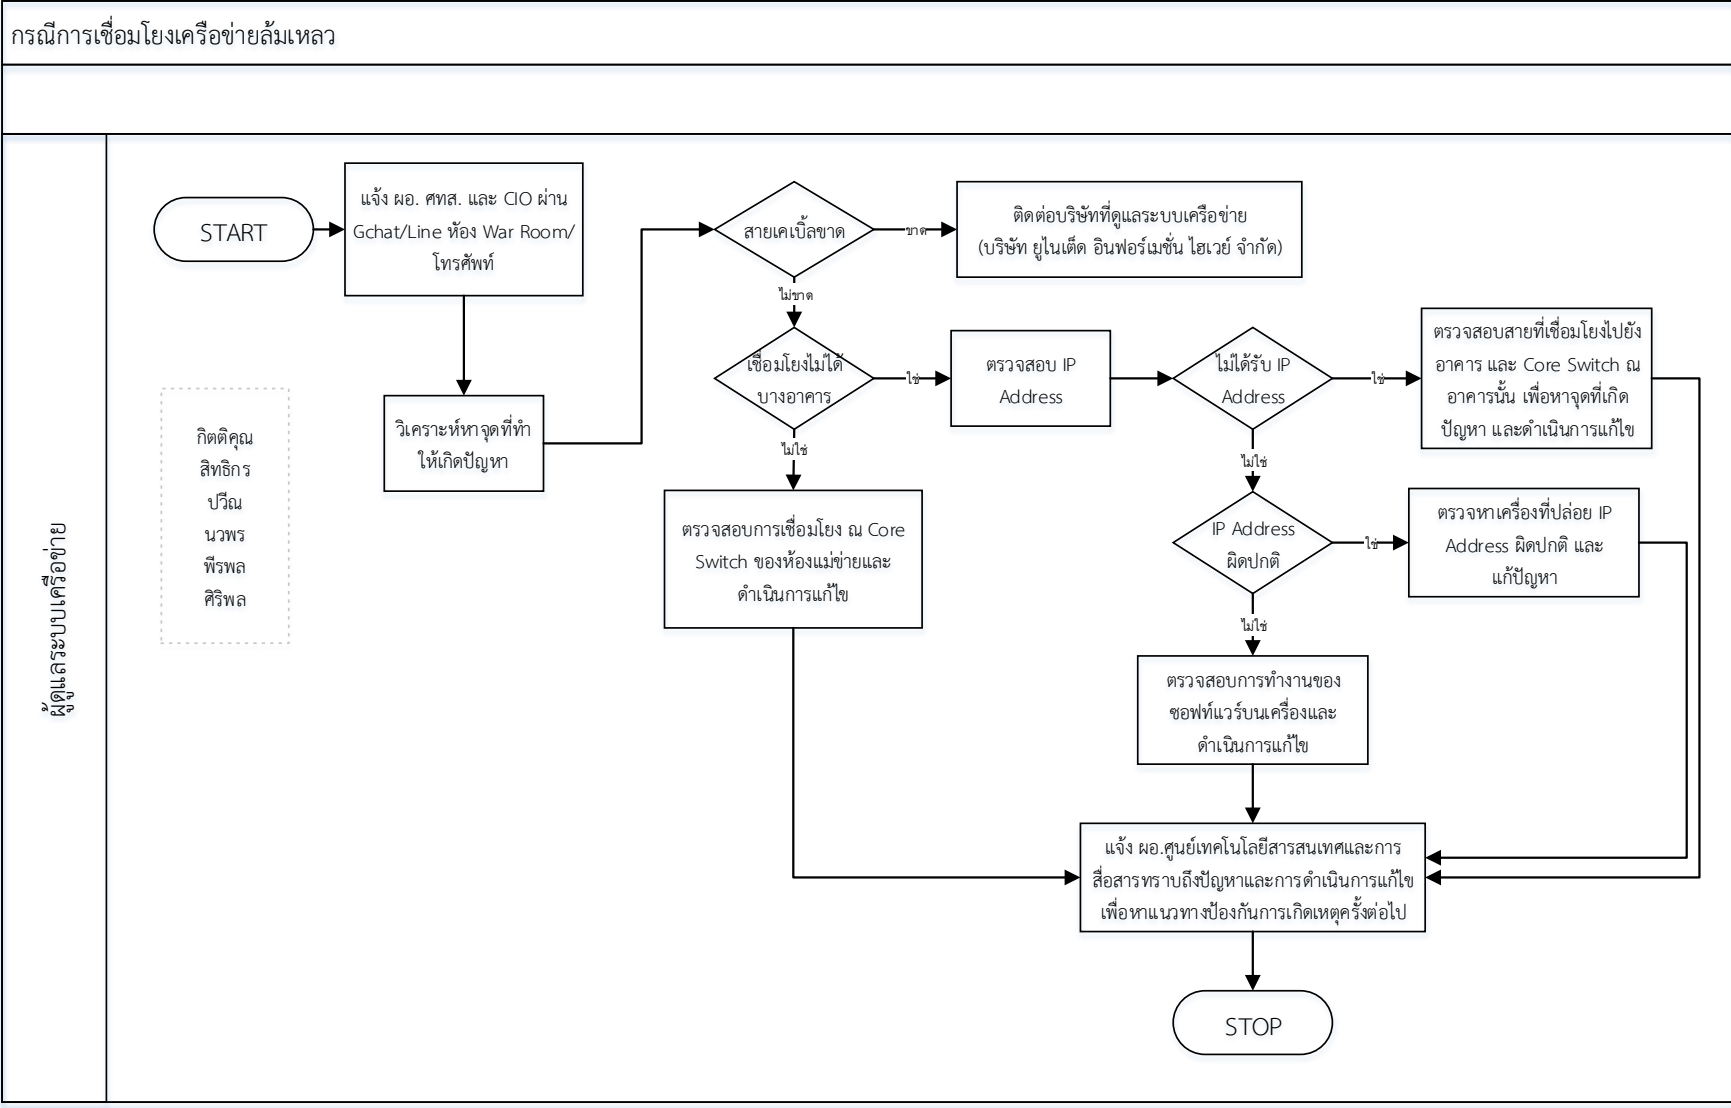 กรณีการเชื่อมโยงเครือข่ายล้มเหลว
ผู้ดูแลระบบเครือข่าย
START
แจ้ง ผอ. ศทส. และ CIO ผ่าน
Gchat/Line ห้อง War Room/
โทรศัพท์
วิเคราะห์หาจุดที่ทำ
ให้เกิดปัญหา
กิตติคุณ
สิทธิกร
ปวีณ
นวพร
พีรพล
ศิริพล
สายเคเบิ้ลขาด
ขาด
ติดต่อบริษัทที่ดูแลระบบเครือข่าย
(บริษัท ยูไนเต็ด อินฟอร์เมชั่น ไฮเวย์ จำกัด)
ไม่ขาด
เชื่อมโยงไม่ได้
บางอาคาร
ใช่
ตรวจสอบ IP
Address
ไม่ได้รับ IP
Address
ใช่
ตรวจสอบสายที่เชื่อมโยงไปยัง
อาคาร และ Core Switch ณ
อาคารนั้น เพื่อหาจุดที่เกิด
ปัญหา และดำเนินการแก้ไข
ไม่ใช่
ตรวจสอบการเชื่อมโยง ณ Core
Switch ของห้องแม่ข่ายและ
ดำเนินการแก้ไข
ไม่ใช่
IP Address
ผิดปกติ
ใช่
ตรวจหาเครื่องที่ปล่อย IP
Address ผิดปกติ และ
แก้ปัญหา
ไม่ใช่
ตรวจสอบการทำงานของ
ซอฟท์แวร์บนเครื่องและ
ดำเนินการแก้ไข
แจ้ง ผอ.ศูนย์เทคโนโลยีสารสนเทศและการ
สื่อสารทราบถึงปัญหาและการดำเนินการแก้ไข
เพื่อหาแนวทางป้องกันการเกิดเหตุครั้งต่อไป
STOP